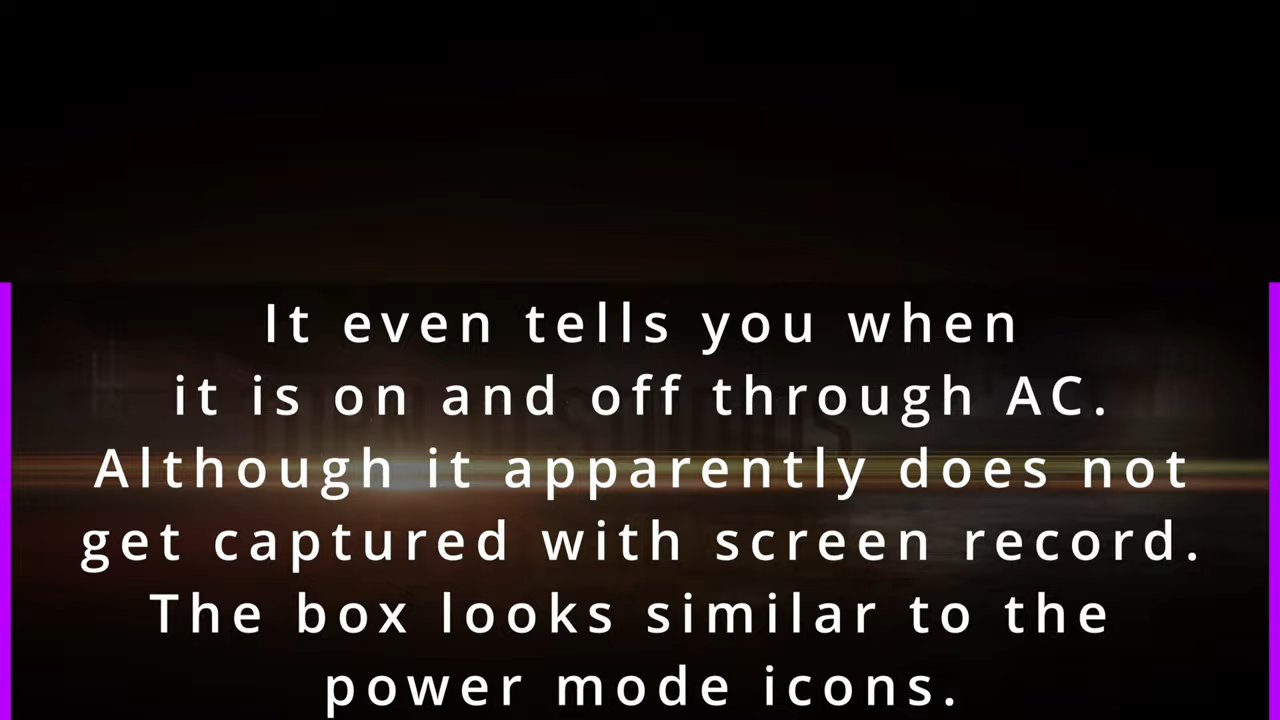 It even tells you when
it is on and off through AC.
Although it apparently does not
get captured with screen record.
The box looks similar to the
power mode icons.